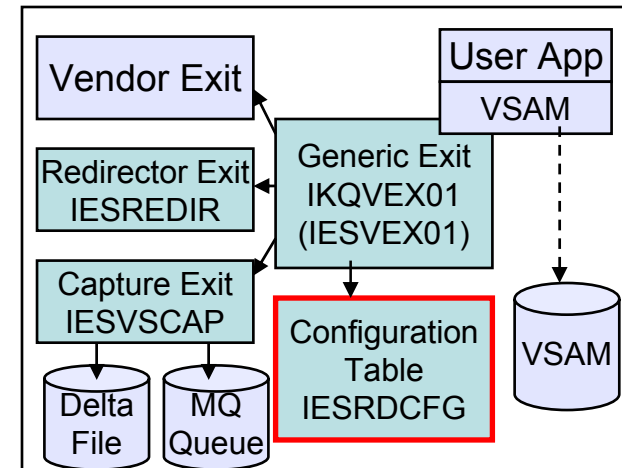 Vendor Exit
User App
VSAM
Generic Exit
IKQVEX01
(IESVEX01)
Redirector Exit
IESREDIR
Capture Exit
IESVSCAP
Configuration
Table
IESRDCFG
VSAM
Delta
File
MQ
Queue